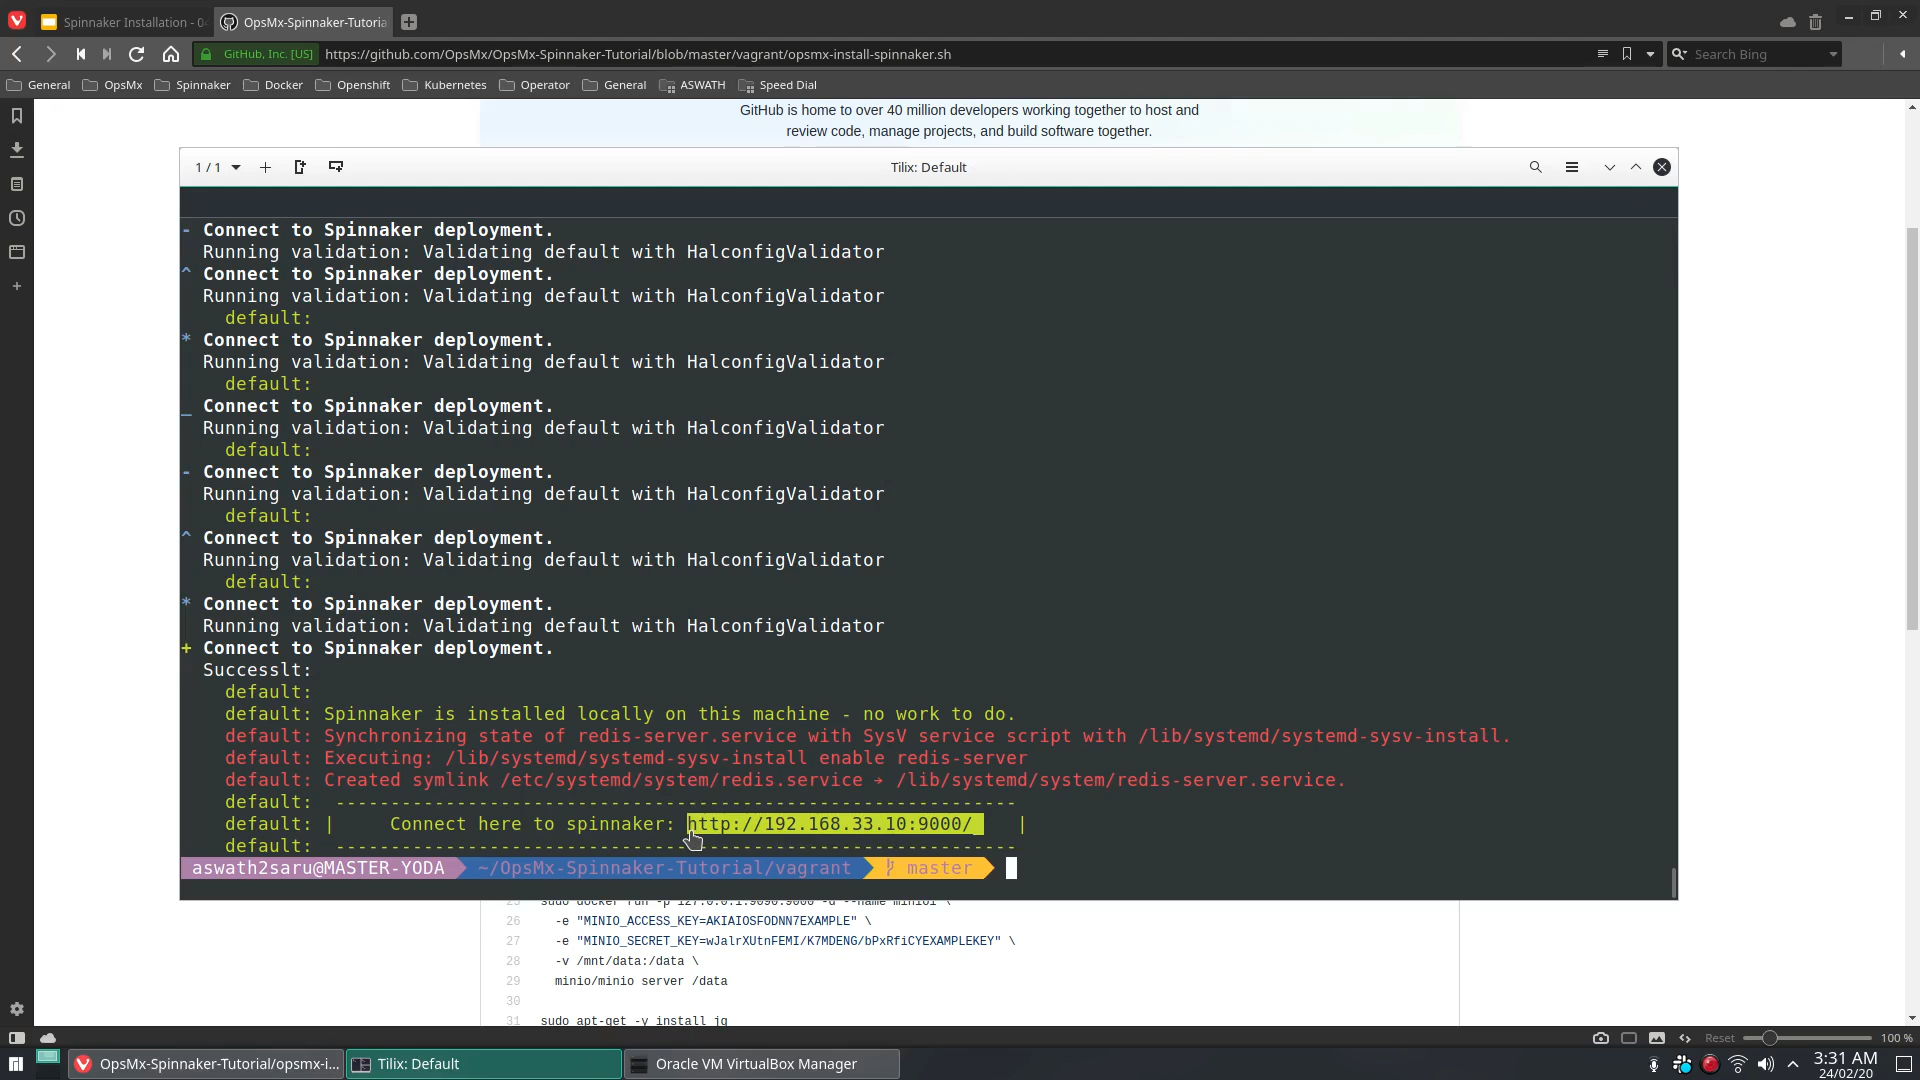 Spinnaker Installation - 0
OpsMx-Spinnaker-Tutoria
GitHub, Inc. [US]
https://github.com/OpsMx/OpsMx-Spinnaker-Tutorial/blob/master/vagrant/opsmx-install-spinnaker.sh
Search Bing
General
OpsMx
Spinnaker
Docker
Openshift
Kubernetes
Operator
General
ASWATH
Speed Dial
GitHub is home to over 40 million developers working together to host and
review code, manage projects, and build software together.
1 / 1
Tilix: Default
- Connect to Spinnaker deployment.
Running validation: Validating default with HalconfigValidator
^ Connect to Spinnaker deployment.
Running validation: Validating default with HalconfigValidator
default:
* Connect to Spinnaker deployment.
Running validation: Validating default with HalconfigValidator
default:
_ Connect to Spinnaker deployment.
Running validation: Validating default with HalconfigValidator
default:
- Connect to Spinnaker deployment.
Running validation: Validating default with HalconfigValidator
default:
^ Connect to Spinnaker deployment.
Running validation: Validating default with HalconfigValidator
default:
* Connect to Spinnaker deployment.
Running validation: Validating default with HalconfigValidator
+ Connect to Spinnaker deployment.
Successlt:
default:
default: Spinnaker is installed locally on this machine - no work to do.
default: Synchronizing state of redis-server.service with SysV service script with /lib/systemd/systemd-sysv-install.
default: Executing: /lib/systemd/systemd-sysv-install enable redis-server
default: Created symlink /etc/systemd/system/redis.service → /lib/systemd/system/redis-server.service.
default: --------------------------------------------------------------
default: | Connect here to spinnaker: http://192.168.33.10:9000/ |
default: --------------------------------------------------------------
aswath2saru@MASTER-YODA ~/OpsMx-Spinnaker-Tutorial/vagrant master
25 sudo docker run -p 127.0.0.1:9090:9000 -d --name minio1 \
26 -e "MINIO_ACCESS_KEY=AKIAIOSFODNN7EXAMPLE" \
27 -e "MINIO_SECRET_KEY=wJalrXUtnFEMI/K7MDENG/bPxRfiCYEXAMPLEKEY" \
28 -v /mnt/data:/data \
29 minio/minio server /data
30
31 sudo apt-get -y install jq
Reset
100 %
OpsMx-Spinnaker-Tutorial/opsmx-i...
Tilix: Default
Oracle VM VirtualBox Manager
3:31 AM
24/02/20